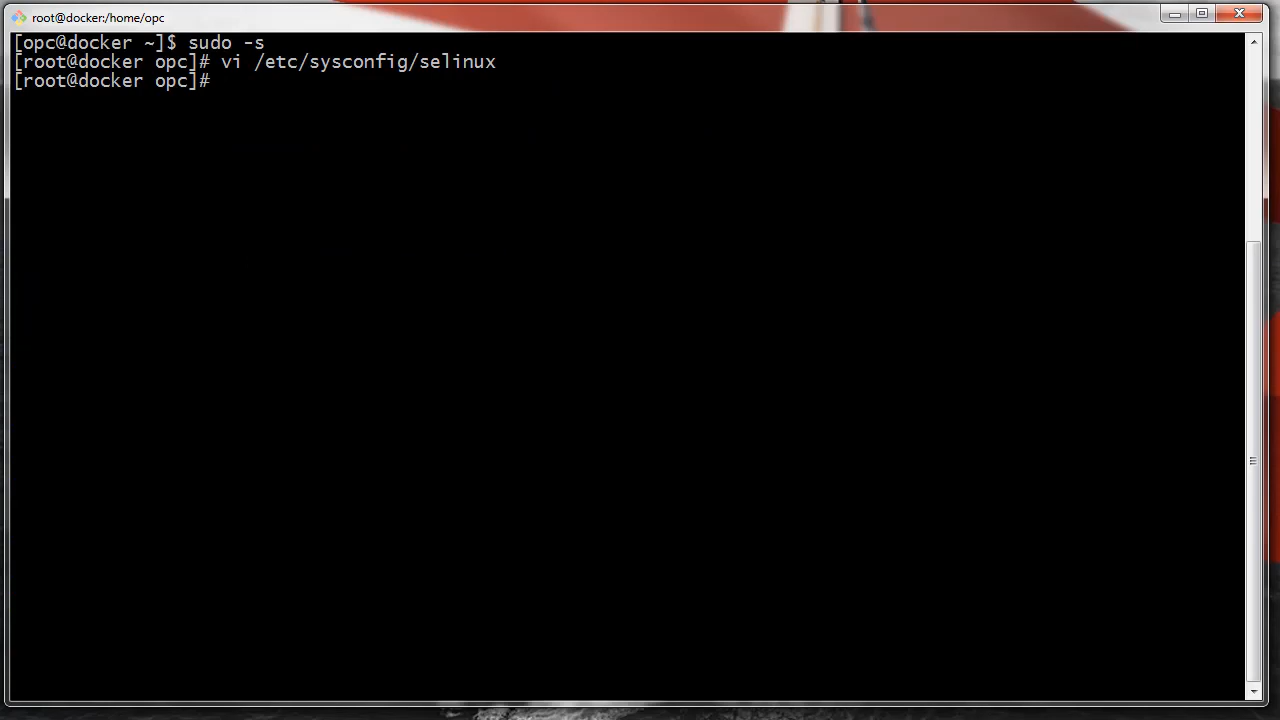 root@docker:/home/opc
[opc@docker ~]$ sudo -s
[root@docker opc]# vi /etc/sysconfig/selinux
[root@docker opc]#